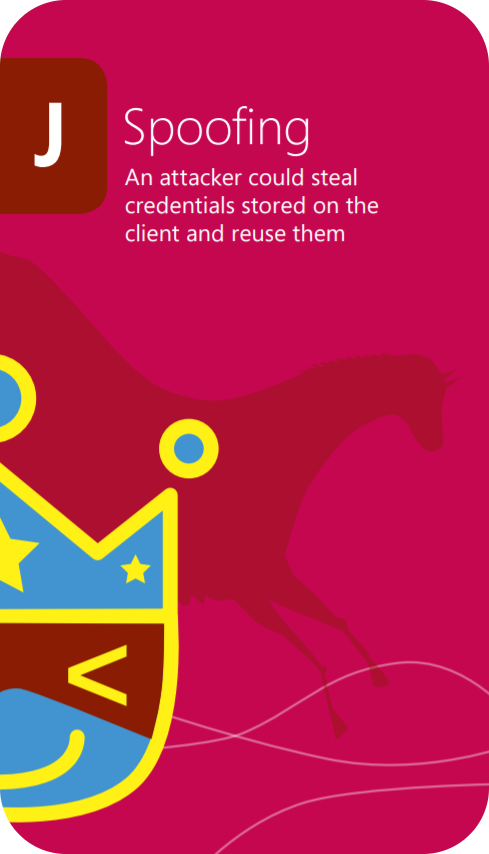 J
Spoofing
An attacker could steal
credentials stored on the
client and reuse them